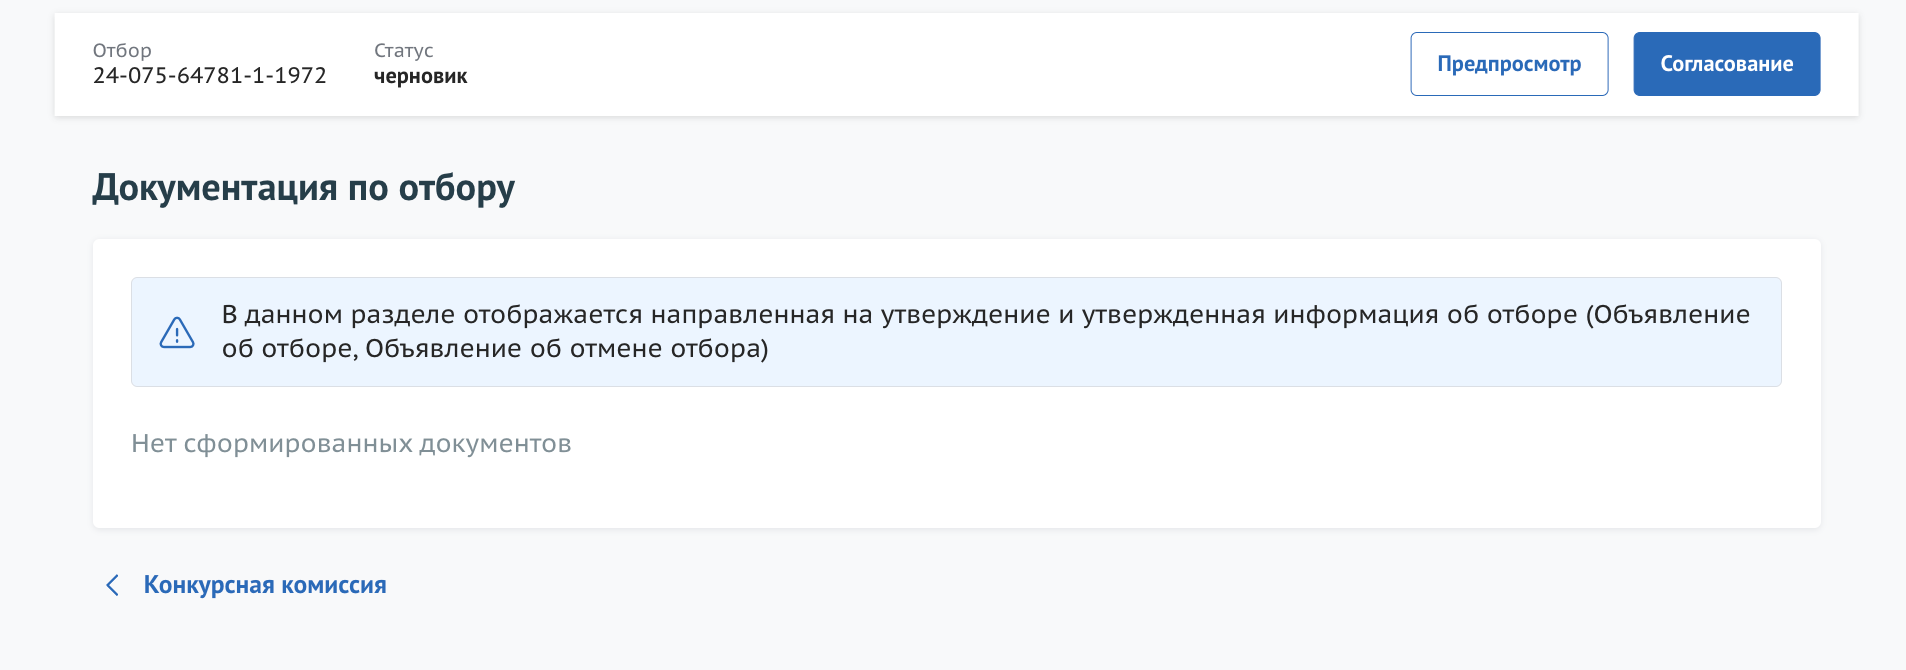 Отбор
24-075-64781-1-1972
Статус
черновик
Предпросмотр
Согласование
Документация по отбору
В данном разделе отображается направленная на утверждение и утвержденная информация об отборе (Объявление
об отборе, Объявление об отмене отбора)
Нет сформированных документов
Конкурсная комиссия